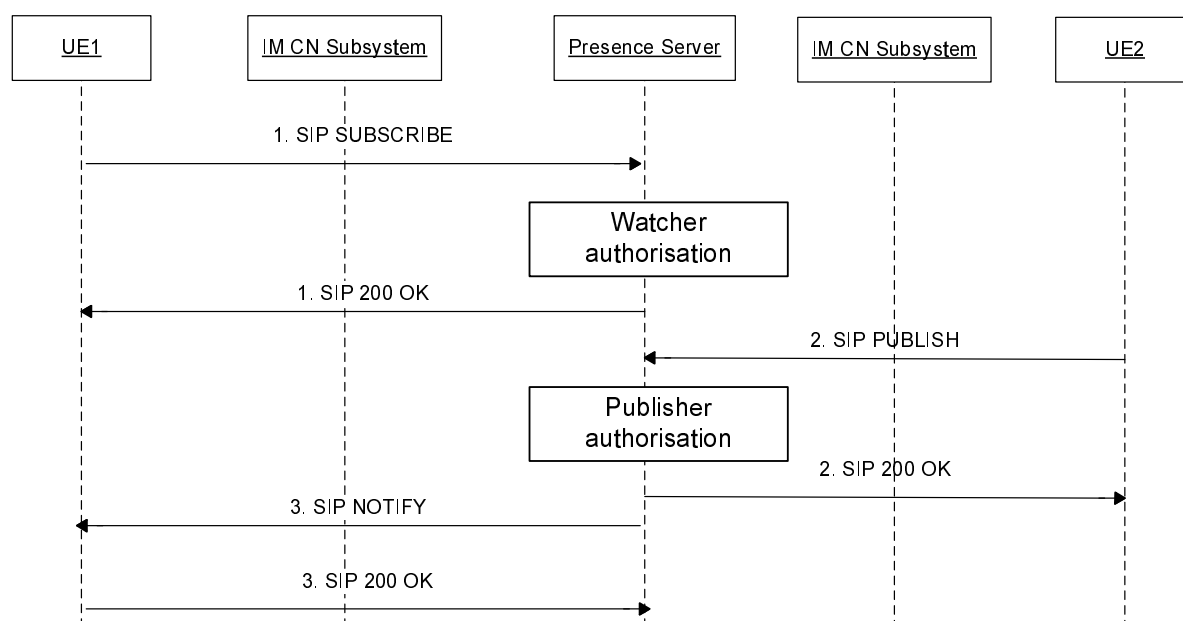 UE1
IM CN Subsystem
Presence Server
IM CN Subsystem
UE2
1. SIP SUBSCRIBE
Watcher
authorisation
1. SIP 200 OK
2. SIP PUBLISH
Publisher
authorisation
2. SIP 200 OK
3. SIP NOTIFY
3. SIP 200 OK